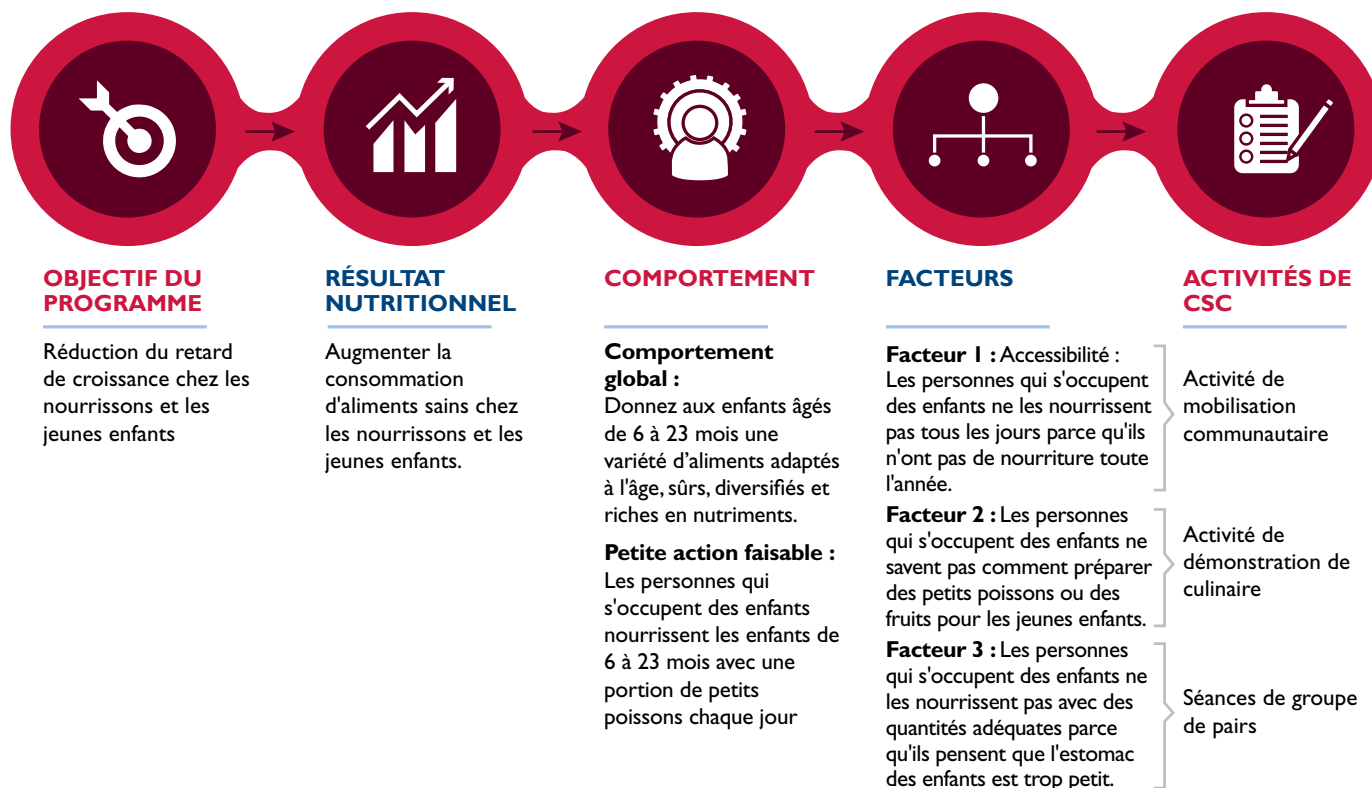 OBJECTIF DU
PROGRAMME
Réduction du retard
de croissance chez les
nourrissons et les
jeunes enfants
RÉSULTAT
NUTRITIONNEL
Augmenter la
consommation
d'aliments sains chez
les nourrissons et les
jeunes enfants.
COMPORTEMENT
Comportement
global :
Donnez aux enfants âgés
de 6 à 23 mois une
variété d’aliments adaptés
à l'âge, sûrs, diversifiés et
riches en nutriments.
Petite action faisable :
Les personnes qui
s'occupent des enfants
nourrissent les enfants de
6 à 23 mois avec une
portion de petits
poissons chaque jour
FACTEURS
Facteur 1 : Accessibilité :
Les personnes qui s'occupent
des enfants ne les nourrissent
pas tous les jours parce qu'ils
n'ont pas de nourriture toute
l'année.
Facteur 2 : Les personnes
qui s'occupent des enfants ne
savent pas comment préparer
des petits poissons ou des
fruits pour les jeunes enfants.
Facteur 3 : Les personnes
qui s'occupent des enfants ne
les nourrissent pas avec des
quantités adéquates parce
qu'ils pensent que l'estomac
des enfants est trop petit.
ACTIVITÉS DE
CSC
Activité de
mobilisation
communautaire
Activité de
démonstration de
culinaire
Séances de groupe
de pairs